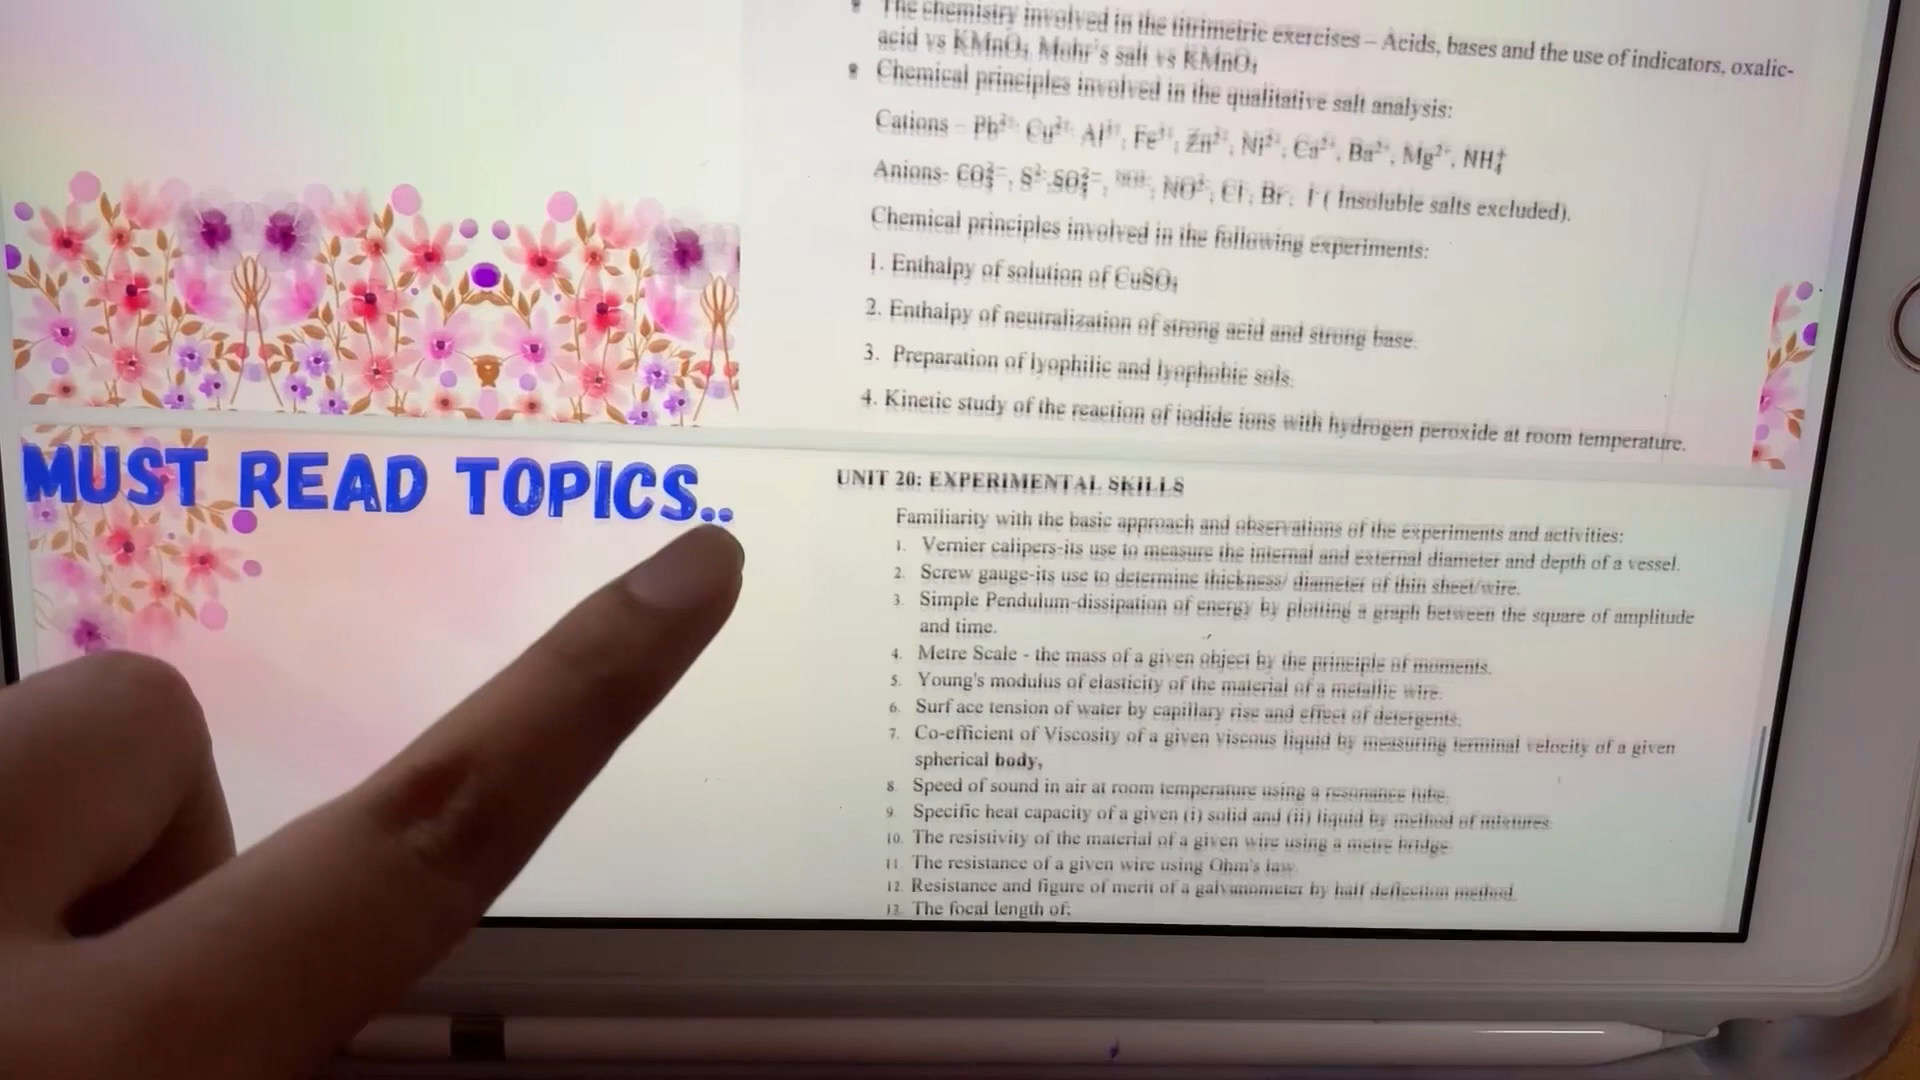 The chemistry involved in the titrimetric exercises – Acids, bases and the use of indicators, oxalic-
acid vs KMnO₄, Mohr's salt vs KMnO₄
Chemical principles involved in the qualitative salt analysis:
Cations – Pb²⁺, Cu²⁺, Al³⁺, Fe³⁺, Zn²⁺, Ni²⁺, Ca²⁺, Ba²⁺, Mg²⁺, NH₄⁺
Anions- CO₃²⁻, S²⁻, SO₄²⁻, Cl, Br, I ( Insoluble salts excluded).
Chemical principles involved in the following experiments:
1. Enthalpy of solution of CuSO₄
2. Enthalpy of neutralization of strong acid and strong base.
3. Preparation of lyophilic and lyophobic sols.
4. Kinetic study of the reaction of iodide ions with hydrogen peroxide at room temperature.
MUST READ TOPICS..
UNIT 20: EXPERIMENTAL SKILLS
Familiarity with the basic approach and observations of the experiments and activities:
1. Vernier calipers-its use to measure the internal and external diameter and depth of a vessel.
2. Screw gauge-its use to determine thickness/ diameter of thin sheet/wire.
3. Simple Pendulum-dissipation of energy by plotting a graph between the square of amplitude
and time.
4. Metre Scale - the mass of a given object by the principle of moments.
5. Young's modulus of elasticity of the material of a metallic wire.
6. Surf ace tension of water by capillary rise and effect of detergents.
7. Co-efficient of Viscosity of a given viscous liquid by measuring terminal velocity of a given
spherical body,
8. Speed of sound in air at room temperature using a resonance tube.
9. Specific heat capacity of a given (i) solid and (ii) liquid by method of mixtures.
10. The resistivity of the material of a given wire using a metre bridge.
11. The resistance of a given wire using Ohm's law.
12. Resistance and figure of merit of a galvanometer by half deflection method.
13. The focal length of: